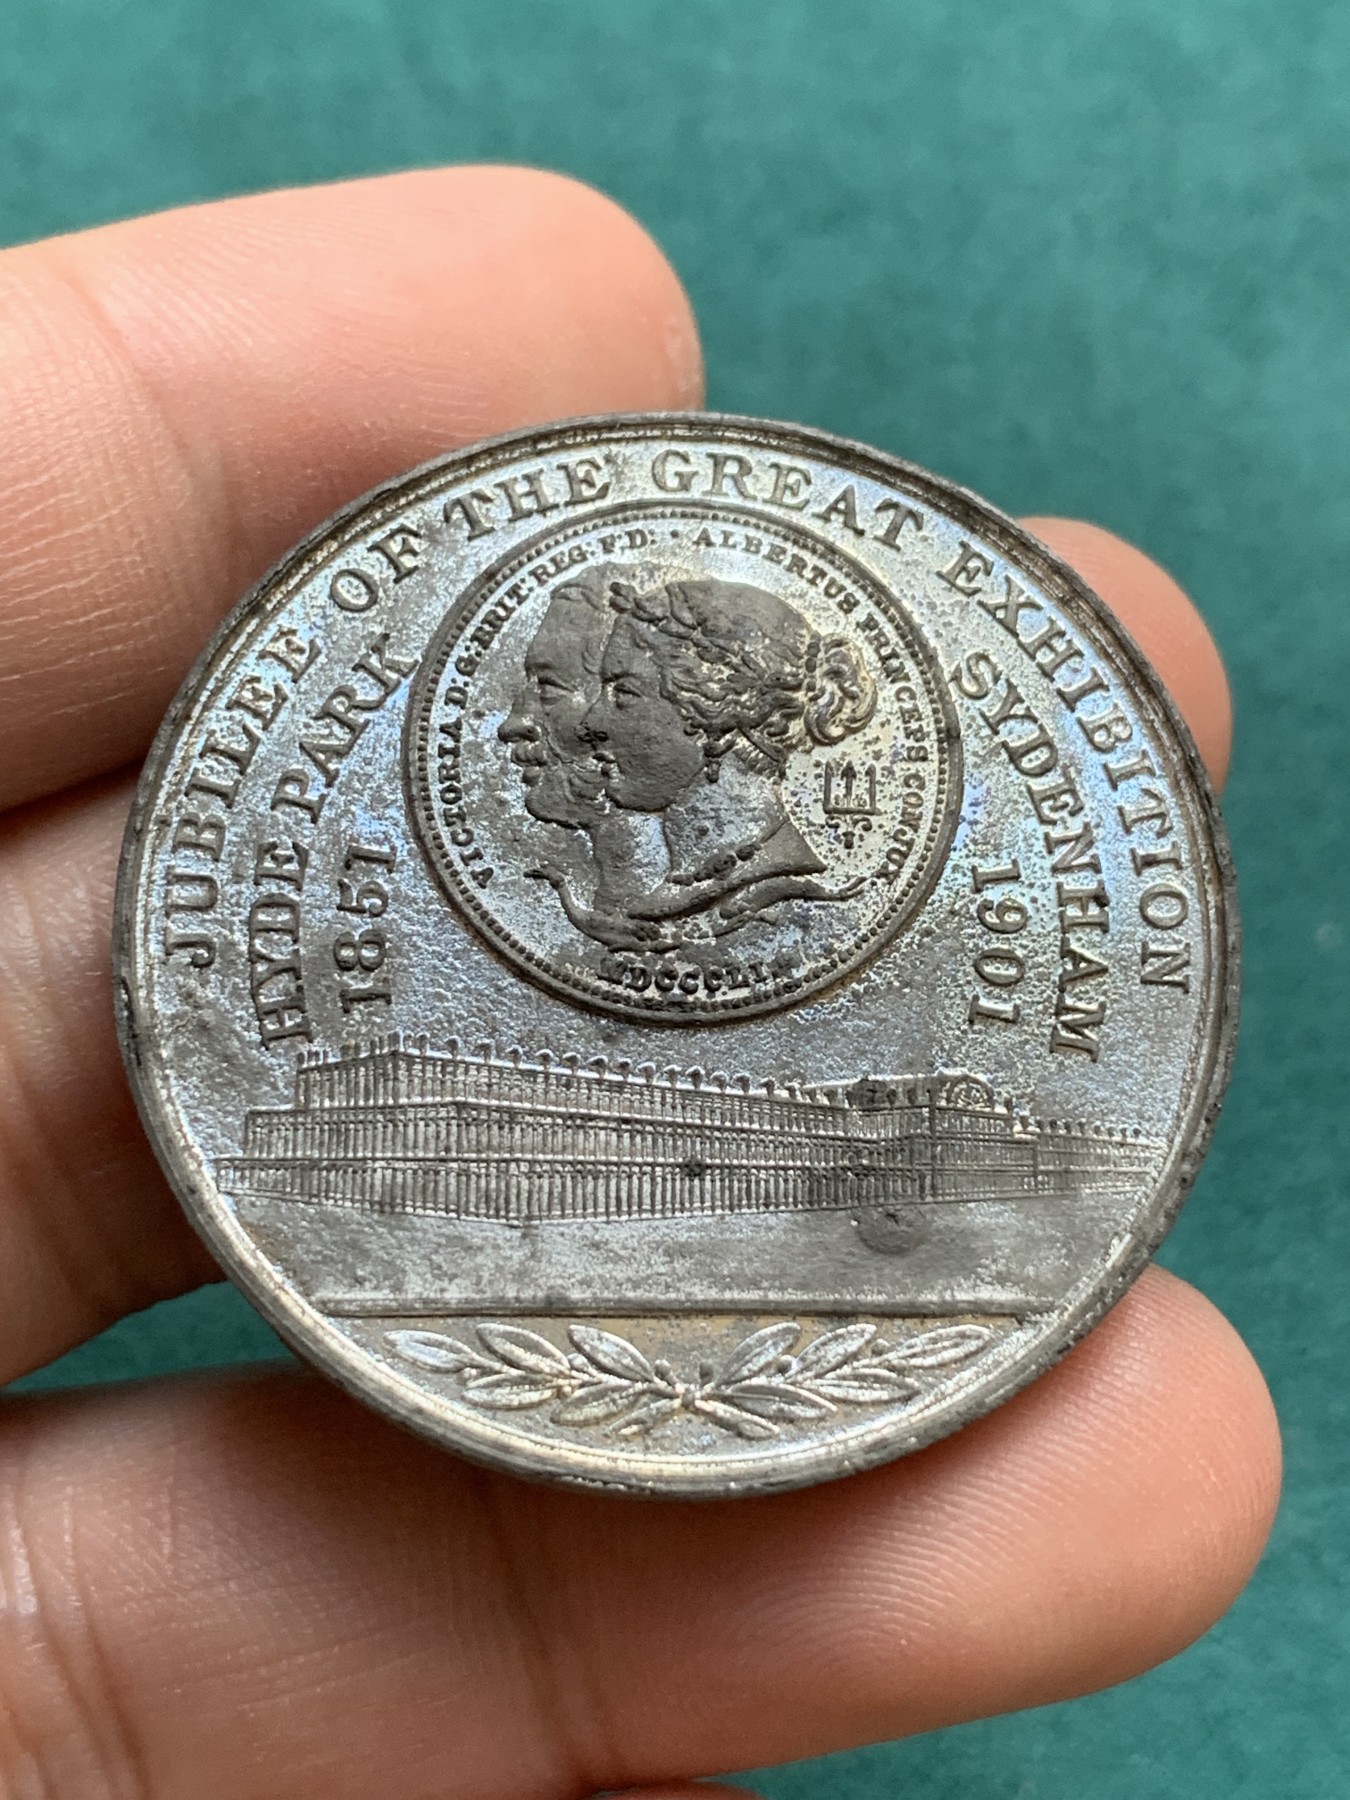 JUBILEE OF THE GREAT EXHIBITION
HYDE PARK
1851
SYDENHAM
1901
VICTORIA D:G:BRIT:REG:F:D: · ALBERTUS PRINCEPS CONJUX.
MDCCCLI